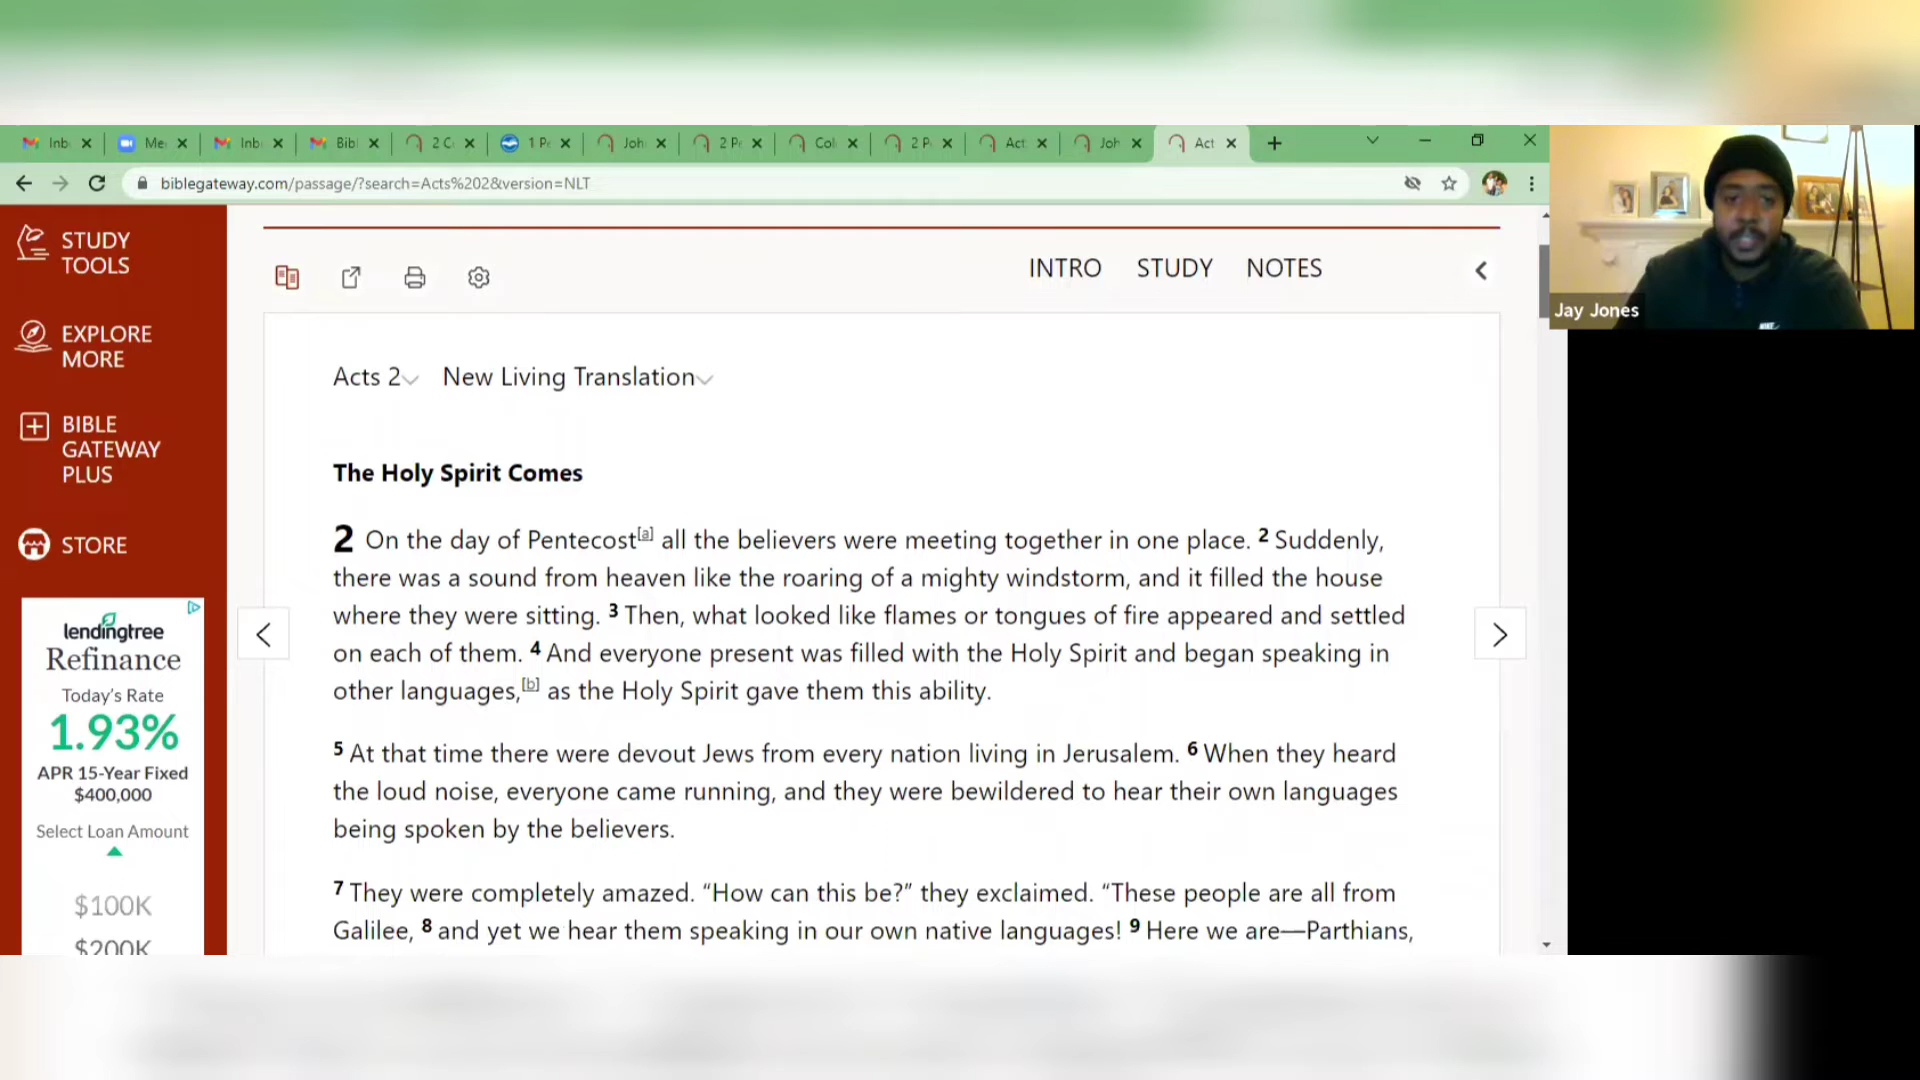 Inb
Me
Inb
Bibl
2 C
1 Pe
Joh
2 Pe
Col
2 P
Act
Joh
Act
biblegateway.com/passage/?search=Acts%202&version=NLT
STUDY
TOOLS
EXPLORE
MORE
BIBLE
GATEWAY
PLUS
STORE
lendingtree
Refinance
Today's Rate
1.93%
APR 15-Year Fixed
$400,000
Select Loan Amount
$100K
$200K
INTRO STUDY NOTES
Acts 2 New Living Translation
The Holy Spirit Comes
2 On the day of Pentecost[a] all the believers were meeting together in one place. 2 Suddenly,
there was a sound from heaven like the roaring of a mighty windstorm, and it filled the house
where they were sitting. 3 Then, what looked like flames or tongues of fire appeared and settled
on each of them. 4 And everyone present was filled with the Holy Spirit and began speaking in
other languages,[b] as the Holy Spirit gave them this ability.
5 At that time there were devout Jews from every nation living in Jerusalem. 6 When they heard
the loud noise, everyone came running, and they were bewildered to hear their own languages
being spoken by the believers.
7 They were completely amazed. “How can this be?” they exclaimed. “These people are all from
Galilee, 8 and yet we hear them speaking in our own native languages! 9 Here we are—Parthians,
Jay Jones